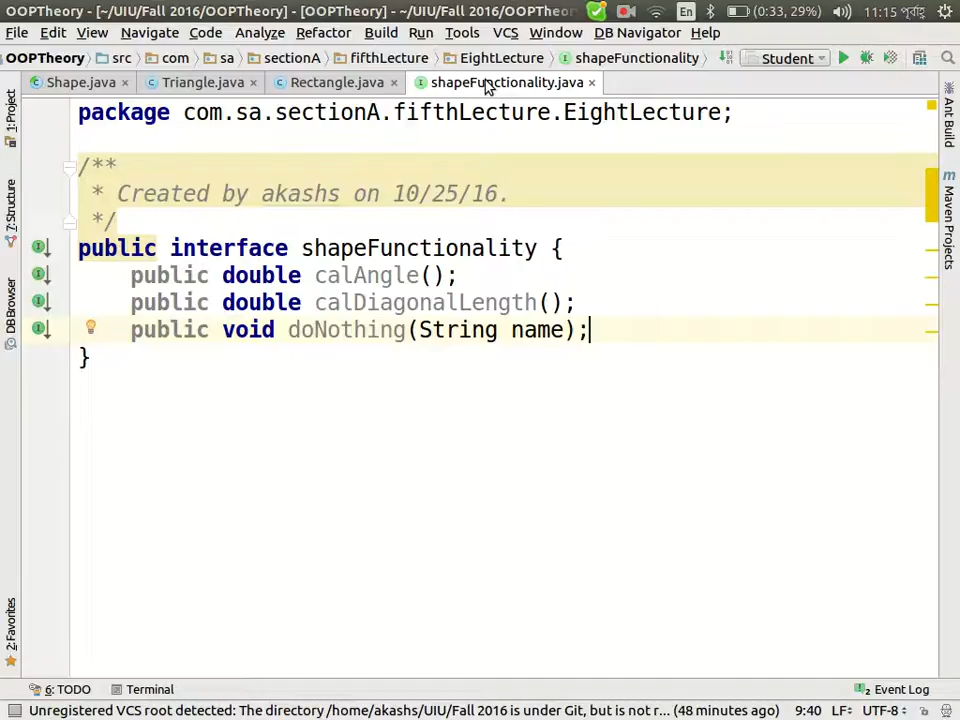 OOPTheory - [~/UIU/Fall 2016/OOPTheory] - [OOPTheory] - ~/UIU/Fall 2016/OOPTheo... En (0:33, 29%) 11:15 পূর্বাহ্ন
File Edit View Navigate Code Analyze Refactor Build Run Tools VCS Window DB Navigator Help
OOPTheory src com sa sectionA fifthLecture EightLecture shapeFunctionality Student
Shape.java Triangle.java Rectangle.java shapeFunctionality.java
1: Project
7: Structure
DB Browser
2: Favorites
package com.sa.sectionA.fifthLecture.EightLecture;
/**
* Created by akashs on 10/25/16.
*/
public interface shapeFunctionality {
public double calAngle();
public double calDiagonalLength();
public void doNothing(String name);
}
Ant Build
Maven Projects
6: TODO Terminal 2 Event Log
Unregistered VCS root detected: The directory /home/akashs/UIU/Fall 2016 is under Git, but is not r... (48 minutes ago) 9:40 LF UTF-8